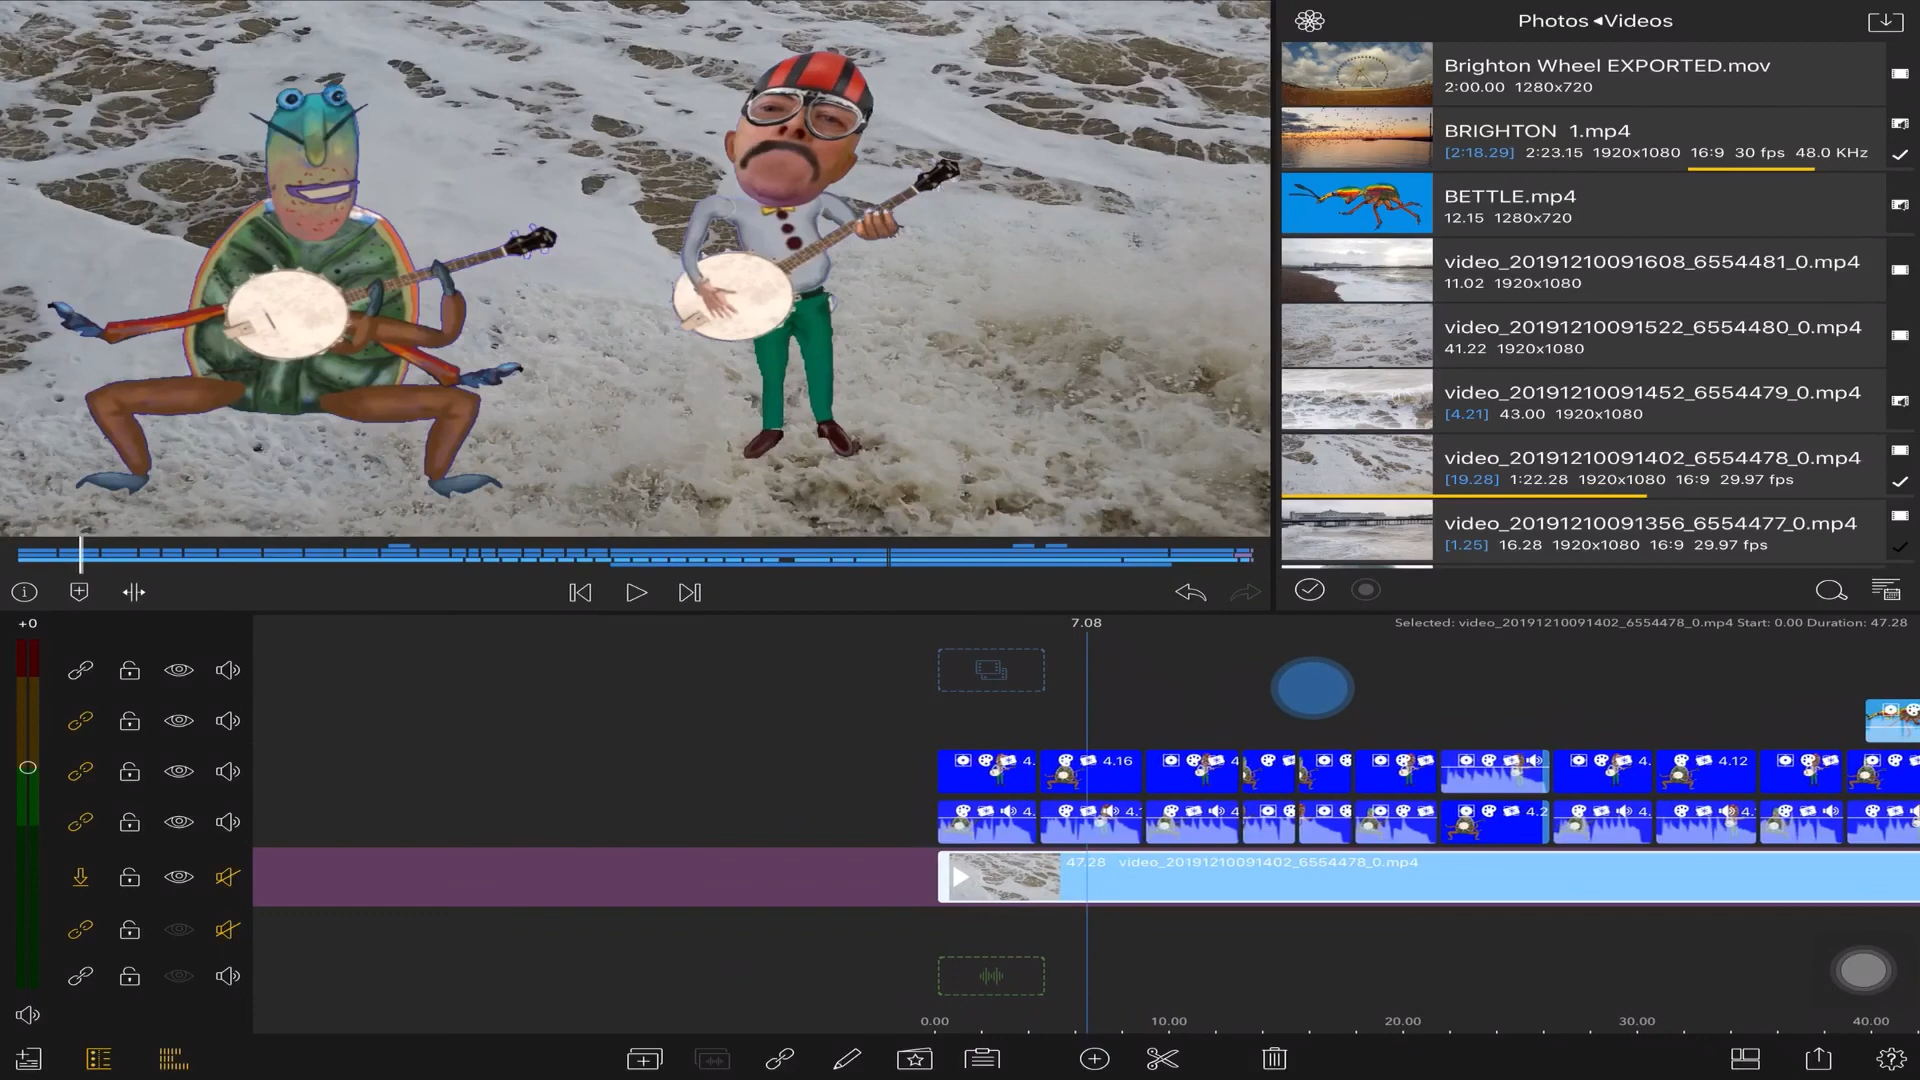 Photos ◂Videos
Brighton Wheel EXPORTED.mov
2:00.00 1280x720
BRIGHTON 1.mp4
[2:18.29] 2:23.15 1920x1080 16:9 30 fps 48.0 KHz
BETTLE.mp4
12.15 1280x720
video_20191210091608_6554481_0.mp4
11.02 1920x1080
video_20191210091522_6554480_0.mp4
41.22 1920x1080
video_20191210091452_6554479_0.mp4
[4.21] 43.00 1920x1080
video_20191210091402_6554478_0.mp4
[19.28] 1:22.28 1920x1080 16:9 29.97 fps
video_20191210091356_6554477_0.mp4
[1.25] 16.28 1920x1080 16:9 29.97 fps
+0
7.08
Selected: video_20191210091402_6554478_0.mp4 Start: 0.00 Duration: 47.28
4. 4.16 4 4. 4.12
4. 4. 4. 4.2 4. 4.
47.28 video_20191210091402_6554478_0.mp4
0.00 10.00 20.00 30.00 40.00